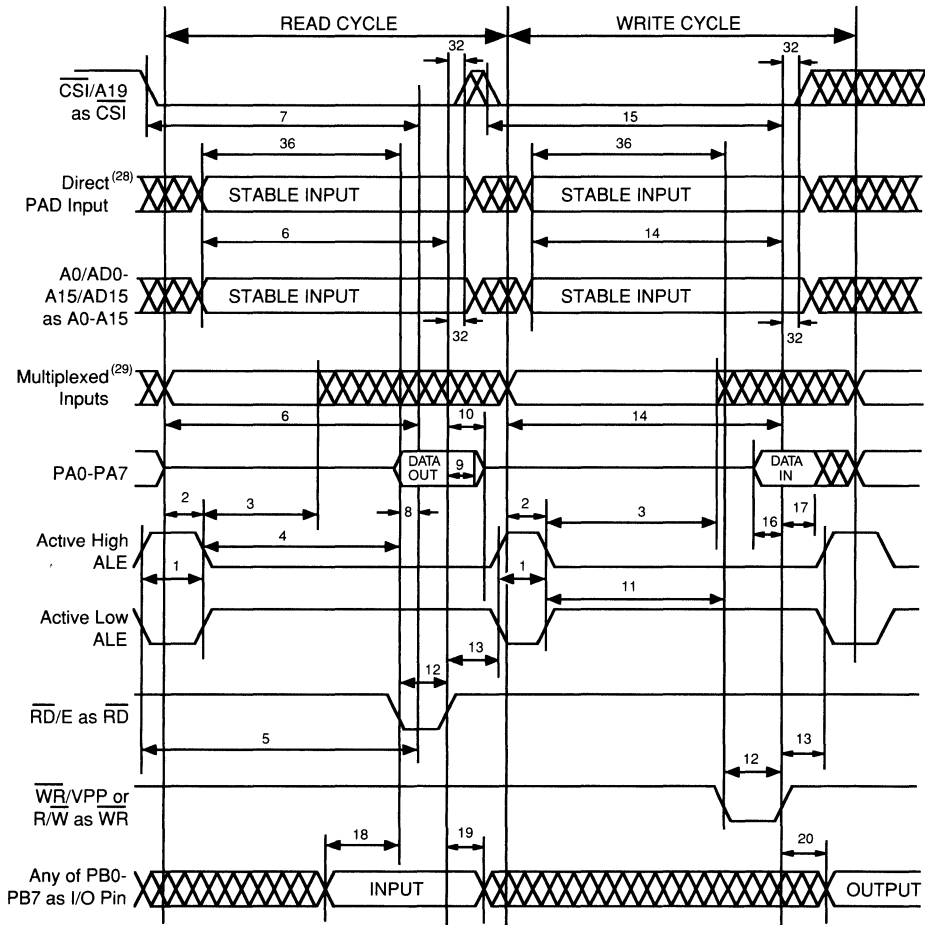 READ CYCLE WRITE CYCLE
32 32
CSI/A19
as CSI
7 15
36 36
Direct (28)
PAD Input
STABLE INPUT STABLE INPUT
6 14
A0/AD0-
A15/AD15
as A0-A15
STABLE INPUT STABLE INPUT
32 32
Multiplexed (29)
Inputs
6 10 14
PA0-PA7
DATA
OUT
9
DATA
IN
2 3 8 2 3 16 17
Active High
ALE
4
1 1
11
Active Low
ALE
13
12
RD/E as RD
5 13
12
WR/VPP or
R/W as WR
18 19 20
Any of PB0-
PB7 as I/O Pin
INPUT OUTPUT